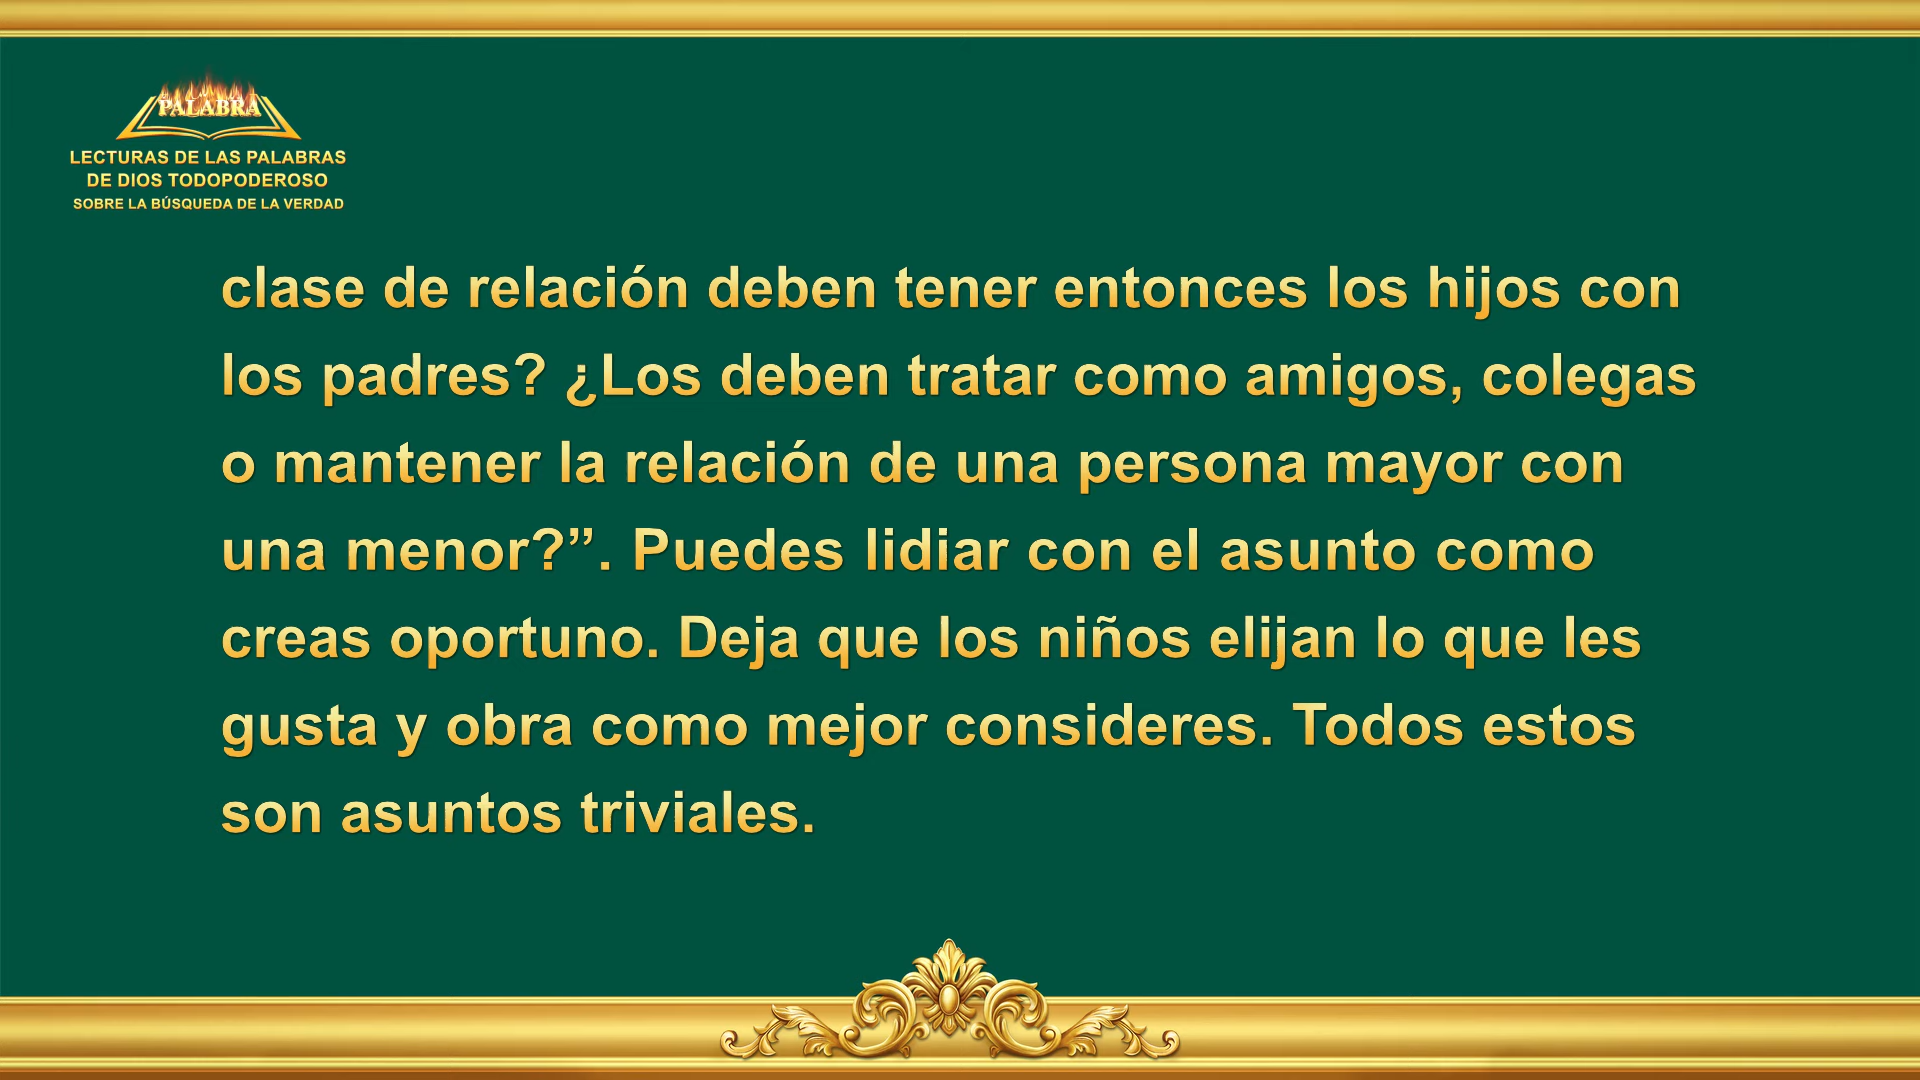 PALABRA
LECTURAS DE LAS PALABRAS
DE DIOS TODOPODEROSO
SOBRE LA BÚSQUEDA DE LA VERDAD
clase de relación deben tener entonces los hijos con
los padres? ¿Los deben tratar como amigos, colegas
o mantener la relación de una persona mayor con
una menor?”. Puedes lidiar con el asunto como
creas oportuno. Deja que los niños elijan lo que les
gusta y obra como mejor consideres. Todos estos
son asuntos triviales.